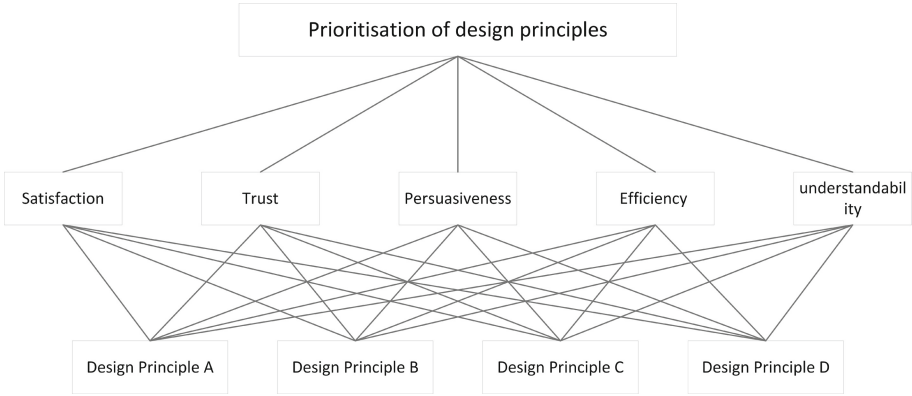 Prioritisation of design principles
Satisfaction
Trust
Persuasiveness
Efficiency
understandabil
ity
Design Principle A
Design Principle B
Design Principle C
Design Principle D